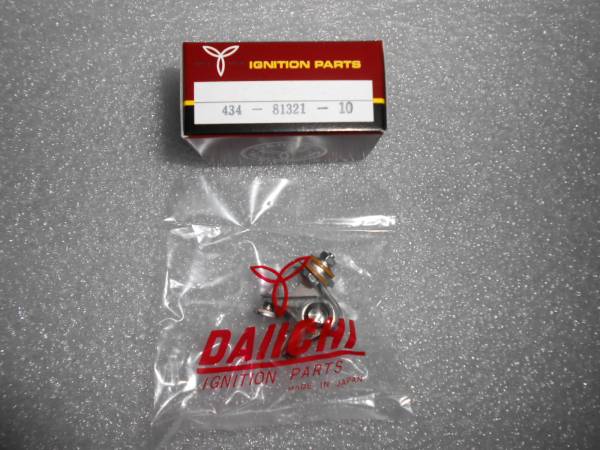 IGNITION PARTS
434 - 81321 - 10
DAIICHI
IGNITION PARTS
MADE IN JAPAN